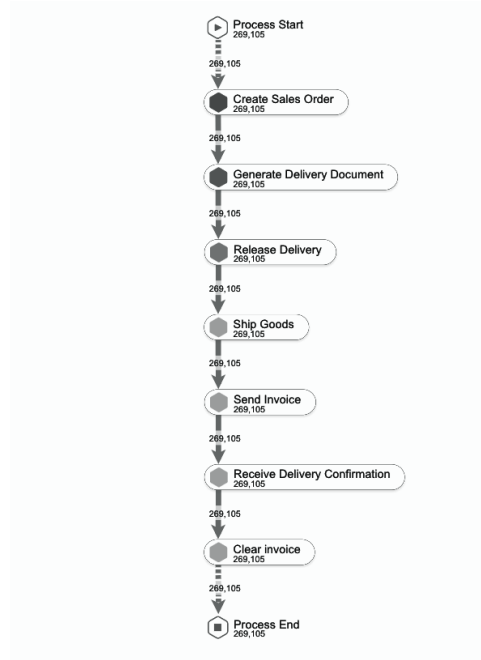 Process Start
269,105
269,105
Create Sales Order
269,105
269,105
Generate Delivery Document
269,105
269,105
Release Delivery
269,105
269,105
Ship Goods
269,105
269,105
Send Invoice
269,105
269,105
Receive Delivery Confirmation
269,105
269,105
Clear invoice
269,105
269,105
Process End
269,105